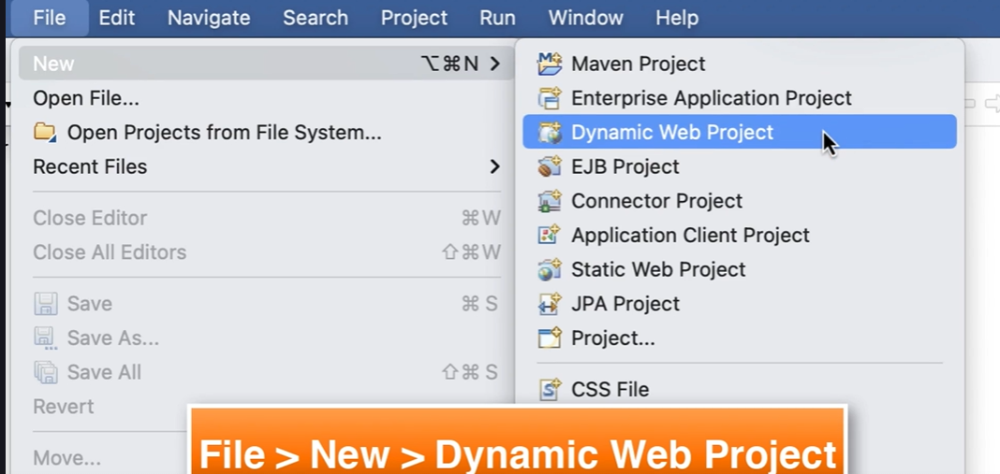 File Edit Navigate Search Project Run Window Help
New ⌥⌘N >
Open File...
Open Projects from File System...
Recent Files >
Close Editor ⌘W
Close All Editors ⇧⌘W
Save ⌘ S
Save As...
Save All ⇧⌘ S
Revert
Move...
Maven Project
Enterprise Application Project
Dynamic Web Project
EJB Project
Connector Project
Application Client Project
Static Web Project
JPA Project
Project...
CSS File
File > New > Dynamic Web Project